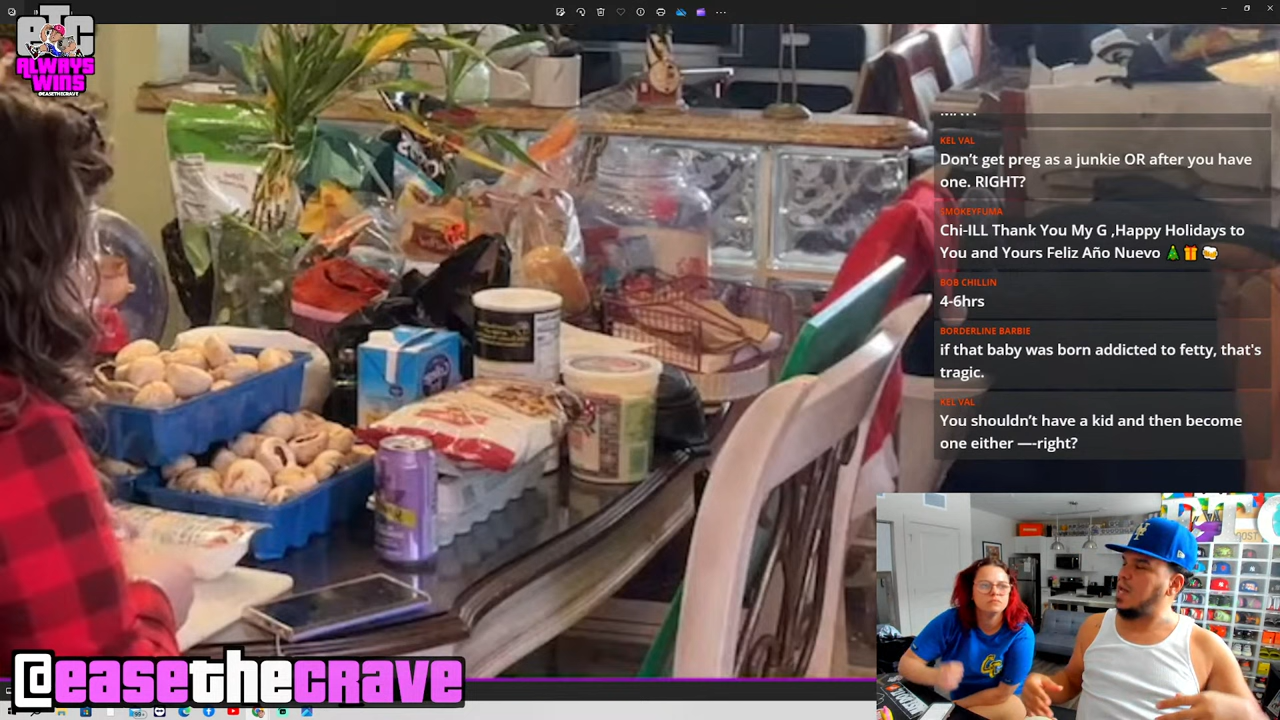 PTC
ALWAYS
WINS
@EASETHECRAVE
KEL VAL
Don't get preg as a junkie OR after you have
one. RIGHT?
SMOKEYFUMA
Chi-ILL Thank You My G ,Happy Holidays to
You and Yours Feliz Año Nuevo 🎄🎁🍻
BOB CHILLIN
4-6hrs
BORDERLINE BARBIE
if that baby was born addicted to fetty, that's
tragic.
KEL VAL
You shouldn't have a kid and then become
one either —-right?
@easethecrave